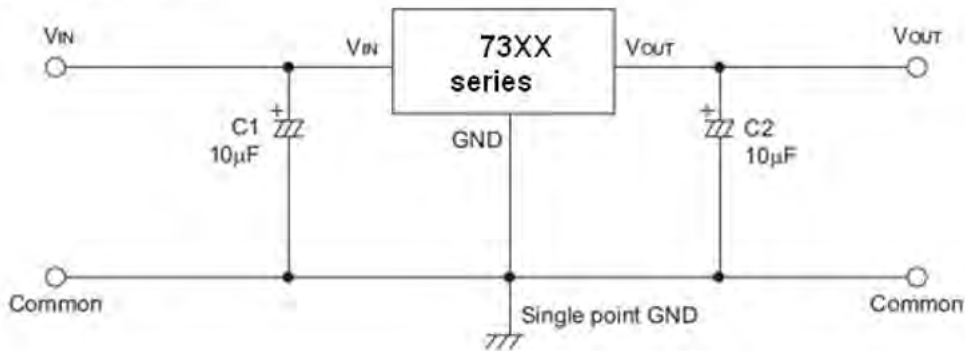 VIN
VIN
73XX
series
VOUT
VOUT
+
C1
10μF
GND
+
C2
10μF
Common
Single point GND
Common